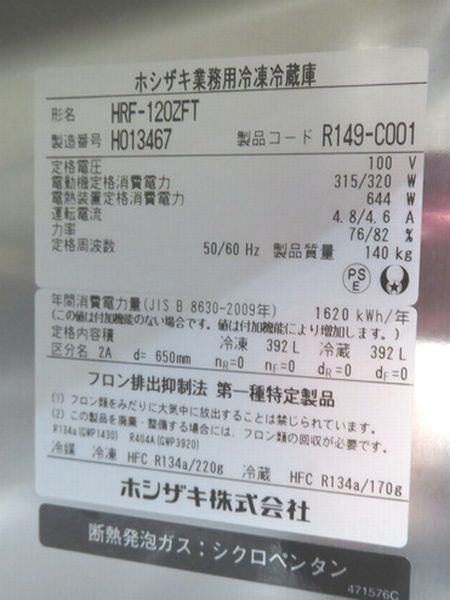 ホシザキ業務用冷凍冷蔵庫
形名 HRF-120ZFT
製造番号 H013467 製品コード R149-C001
定格電圧 100 V
電動機定格消費電力 315/320 W
電熱装置定格消費電力 644 W
運転電流 4.8/4.6 A
力率 76/82 %
定格周波数 50/60 Hz 製品質量 140 kg
PS E
年間消費電力量(JIS B 8630-2009年) 1620 kWh/年
(この値は付加機能のない場合です。値は付加機能により増加します。)
定格内容積 冷凍 392 L 冷蔵 392 L
区分名 2A d= 650mm nR=0 nF=0 dR=0 dF=0
フロン排出抑制法 第一種特定製品
(1) フロン類をみだりに大気中に放出することは禁じられています。
(2) この製品を廃棄・整備する場合には、フロン類の回収が必要です。
R134a(GWP1430) R404A(GWP3920)
冷媒 冷凍 HFC R134a/220g 冷蔵 HFC R134a/170g
ホシザキ株式会社
断熱発泡ガス:シクロペンタン
471576C